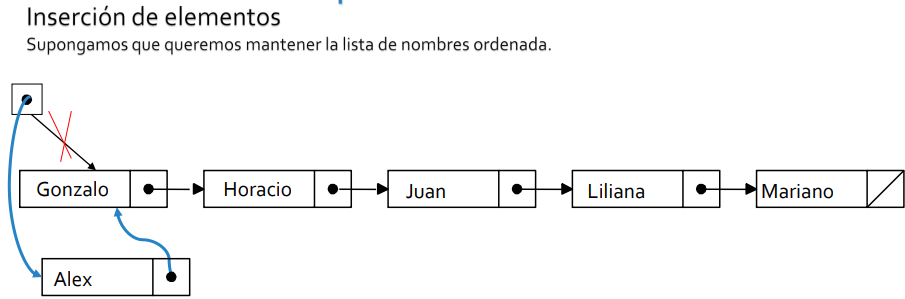 Inserción de elementos
Supongamos que queremos mantener la lista de nombres ordenada.
Gonzalo
Horacio
Juan
Liliana
Mariano
Alex